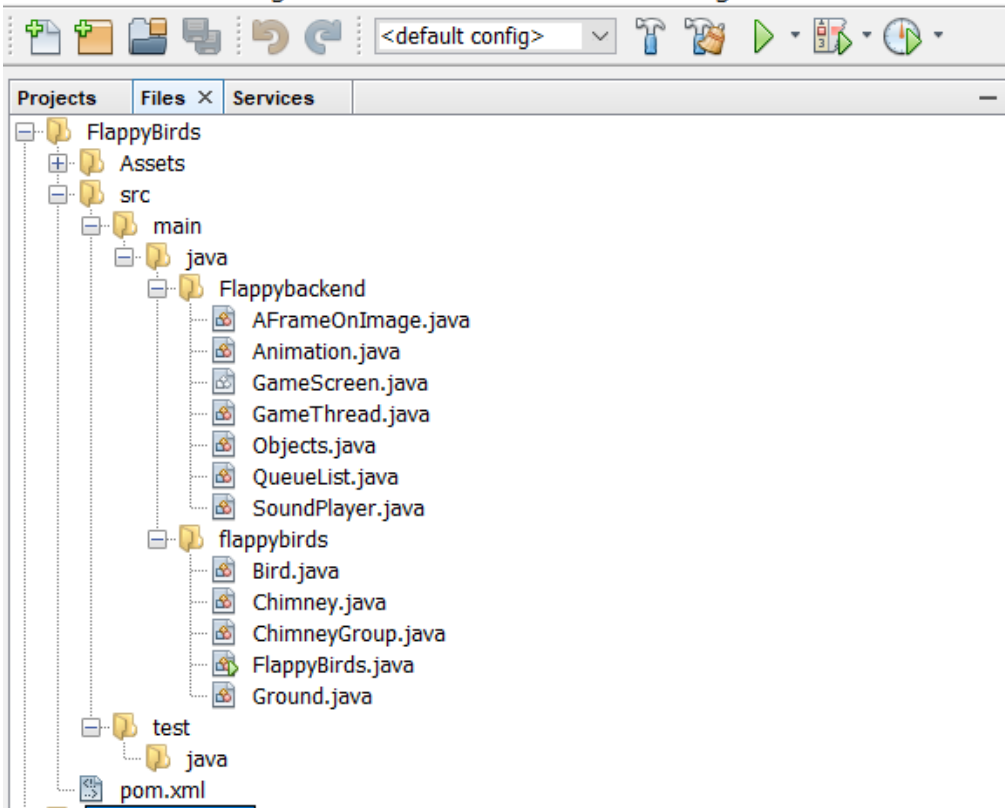 <default config>
Projects Files × Services
FlappyBirds
Assets
src
main
java
Flappybackend
AFrameOnImage.java
Animation.java
GameScreen.java
GameThread.java
Objects.java
QueueList.java
SoundPlayer.java
flappybirds
Bird.java
Chimney.java
ChimneyGroup.java
FlappyBirds.java
Ground.java
test
java
pom.xml